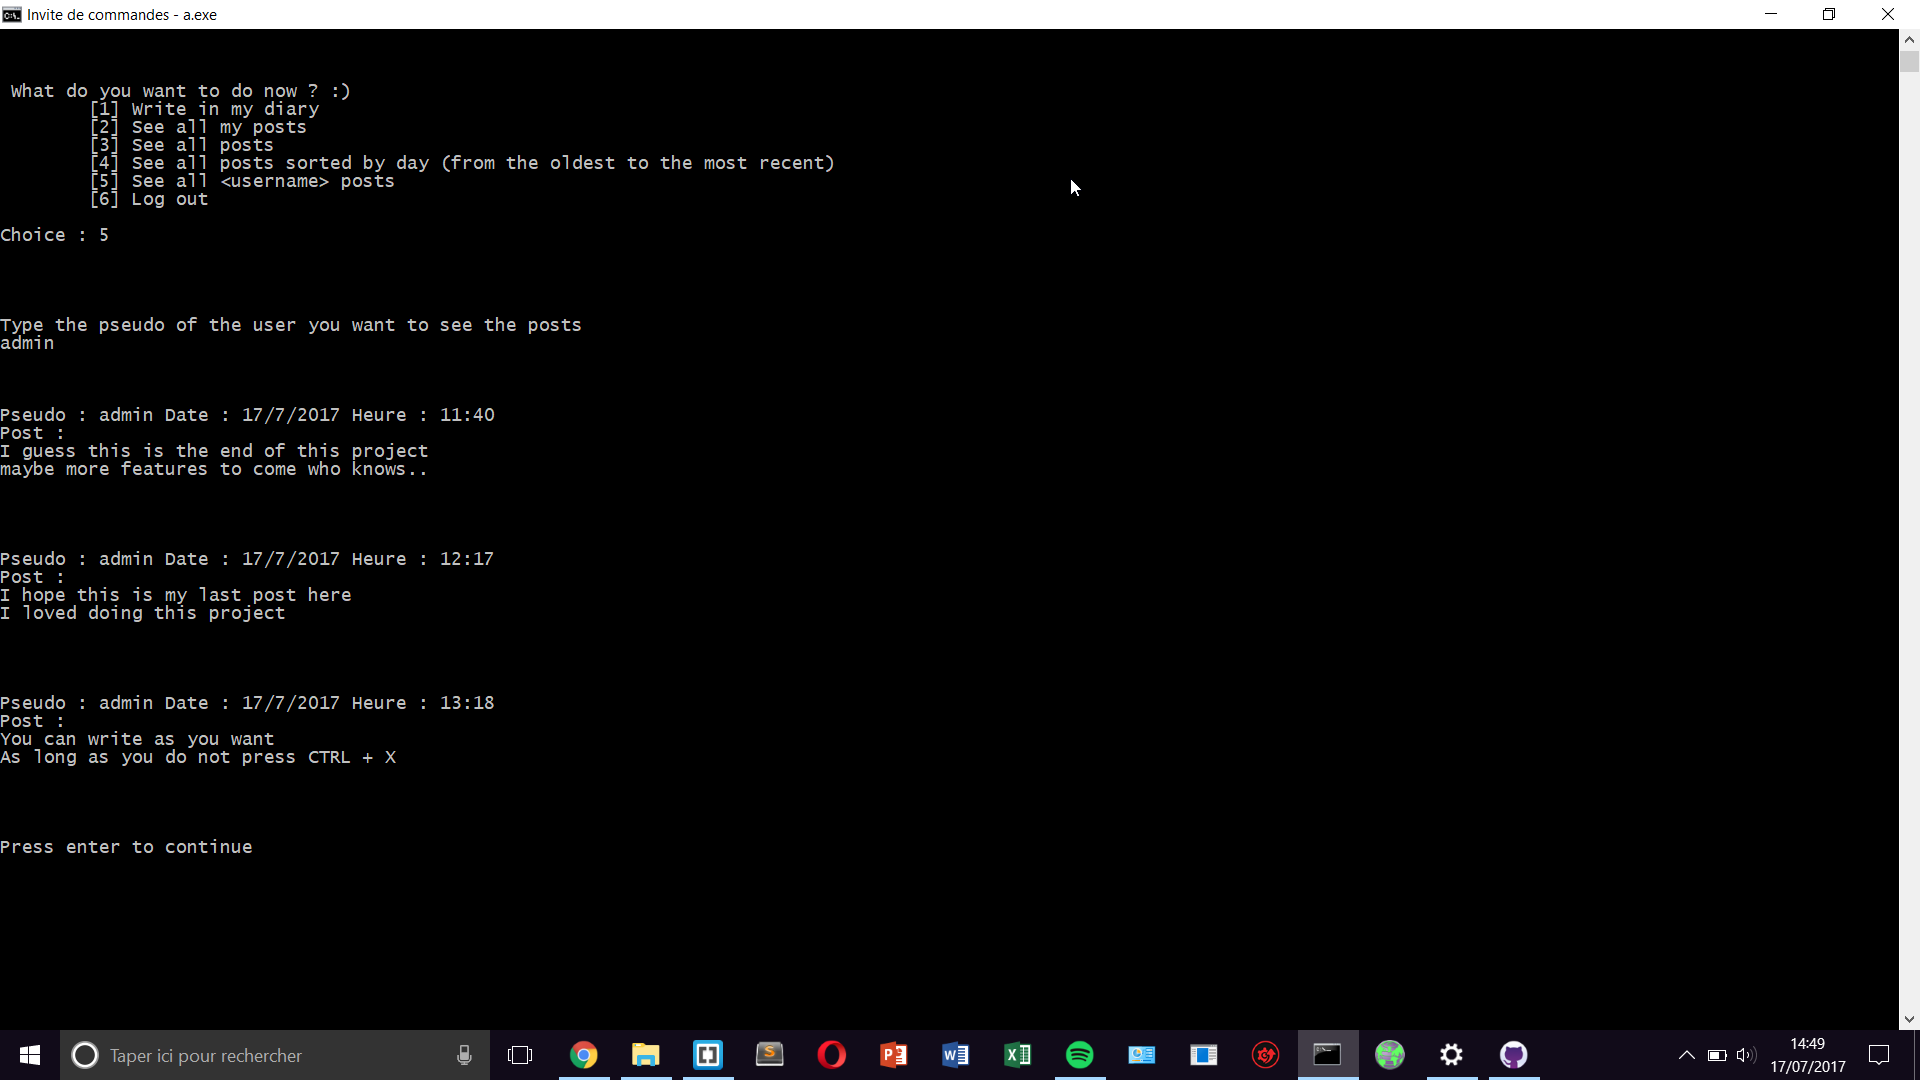 Invite de commandes - a.exe
What do you want to do now ? :)
[1] Write in my diary
[2] See all my posts
[3] See all posts
[4] See all posts sorted by day (from the oldest to the most recent)
[5] See all <username> posts
[6] Log out
Choice : 5
Type the pseudo of the user you want to see the posts
admin
Pseudo : admin Date : 17/7/2017 Heure : 11:40
Post :
I guess this is the end of this project
maybe more features to come who knows..
Pseudo : admin Date : 17/7/2017 Heure : 12:17
Post :
I hope this is my last post here
I loved doing this project
Pseudo : admin Date : 17/7/2017 Heure : 13:18
Post :
You can write as you want
As long as you do not press CTRL + X
Press enter to continue
Taper ici pour rechercher
14:49
17/07/2017